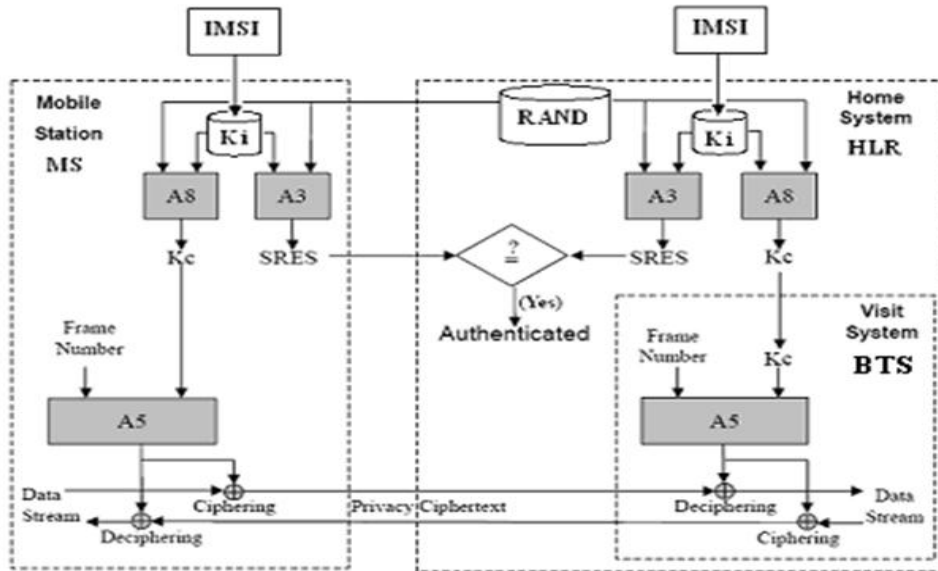 IMSI
IMSI
Mobile
Station
MS
Ki
RAND
Ki
Home
System
HLR
A8
A3
A3
A8
Kc
SRES
?
=
SRES
Kc
(Yes)
Authenticated
Frame
Number
Frame
Number
Kc
Visit
System
BTS
A5
A5
Data
Stream
Ciphering
Deciphering
Privacy Ciphertext
Deciphering
Ciphering
Data
Stream